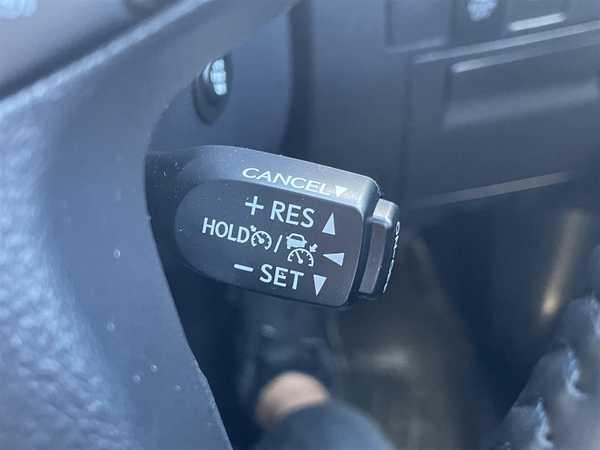 CANCEL
+ RES
HOLD /
− SET